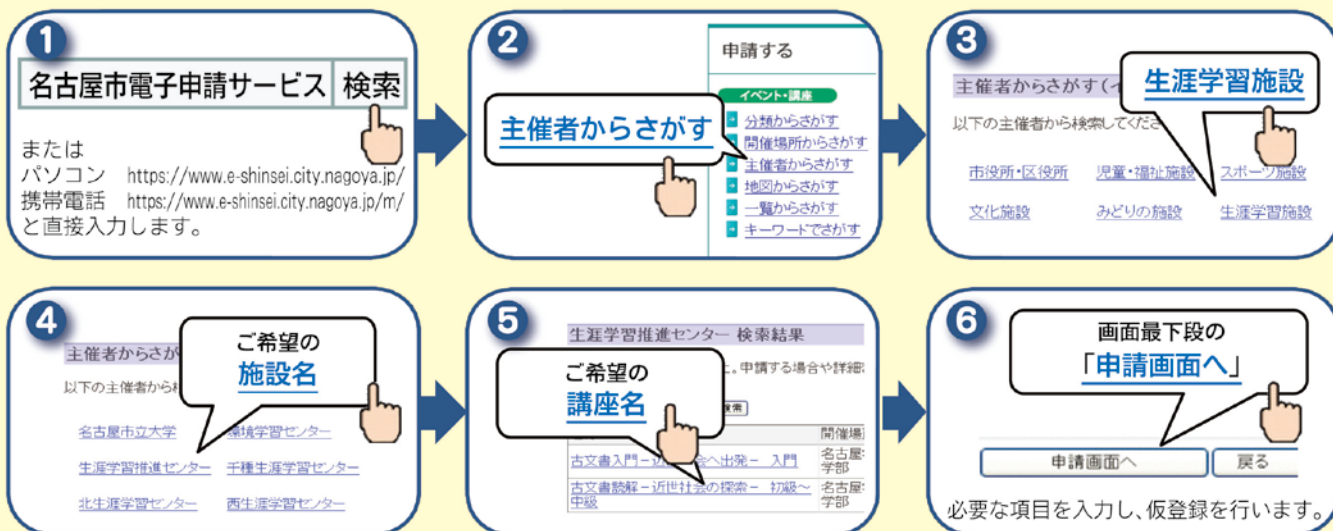 1
名古屋市電子申請サービス 検索
または
パソコン https://www.e-shinsei.city.nagoya.jp/
携帯電話 https://www.e-shinsei.city.nagoya.jp/m/
と直接入力します。
2
申請する
イベント・講座
分類からさがす
開催場所からさがす
主催者からさがす
地図からさがす
一覧からさがす
キーワードでさがす
主催者からさがす
3
主催者からさがす(イ
生涯学習施設
以下の主催者から検索してくださ
市役所・区役所 児童・福祉施設 スポーツ施設
文化施設 みどりの施設 生涯学習施設
4
主催者からさが
ご希望の
施設名
以下の主催者から
名古屋市立大学 環境学習センター
生涯学習推進センター 千種生涯学習センター
北生涯学習センター 西生涯学習センター
5
生涯学習推進センター 検索結果
ご希望の
講座名
。申請する場合や詳細
検索
開催場
古文書入門-近世社会へ出発- 入門 名古屋
学部
古文書読解-近世社会の探索- 初級~ 名古屋
中級 学部
6
画面最下段の
「申請画面へ」
申請画面へ 戻る
必要な項目を入力し、仮登録を行います。